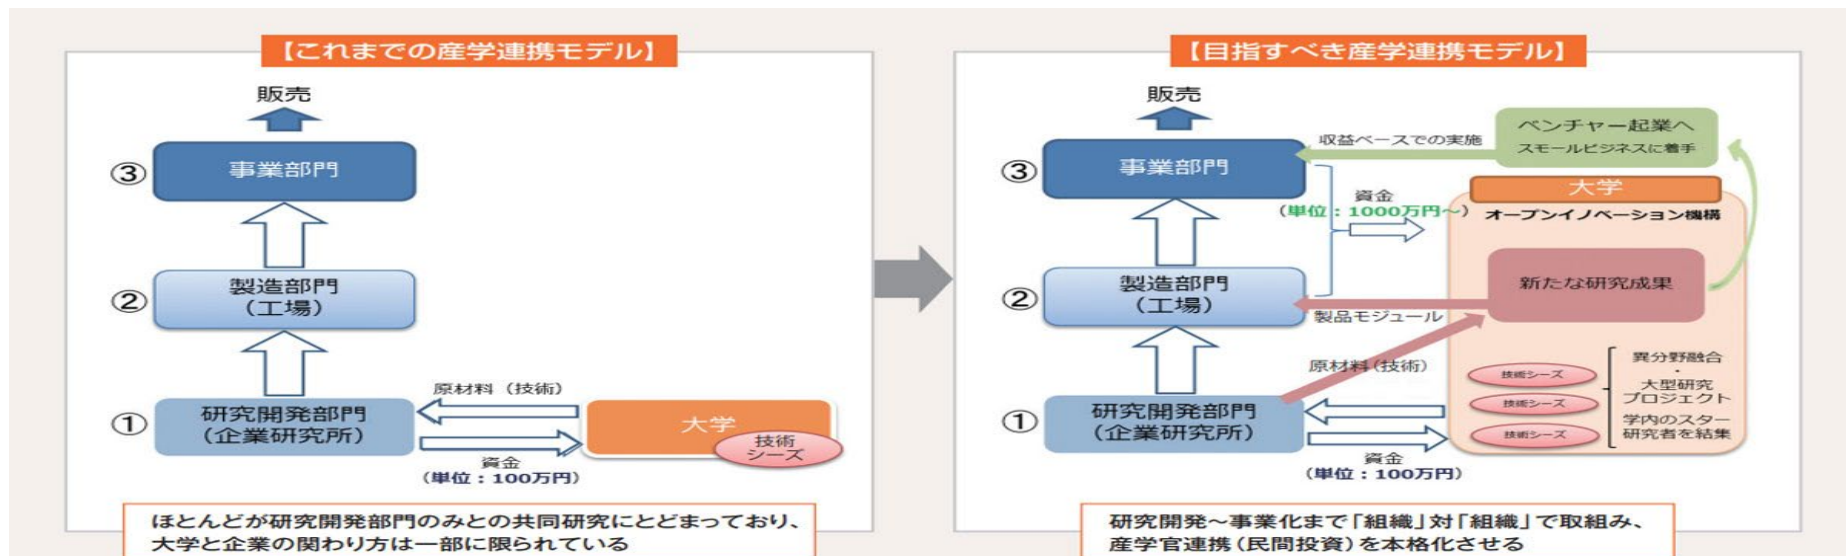 【これまでの産学連携モデル】
販売
③
事業部門
②
製造部門
（工場）
原材料（技術）
①
研究開発部門
（企業研究所）
大学
技術
シーズ
資金
（単位：100万円）
ほとんどが研究開発部門のみとの共同研究にとどまっており、
大学と企業の関わり方は一部に限られている
【目指すべき産学連携モデル】
販売
③
事業部門
収益ベースでの実施
ベンチャー起業へ
スモールビジネスに着手
資金
（単位：1000万円～）
大学
オープンイノベーション機構
新たな研究成果
②
製造部門
（工場）
製品モジュール
原材料（技術）
①
研究開発部門
（企業研究所）
技術シーズ
技術シーズ
技術シーズ
異分野融合
・
大型研究
プロジェクト
学内のスター
研究者を結集
資金
（単位：100万円）
研究開発～事業化まで「組織」対「組織」で取組み、
産学官連携（民間投資）を本格化させる